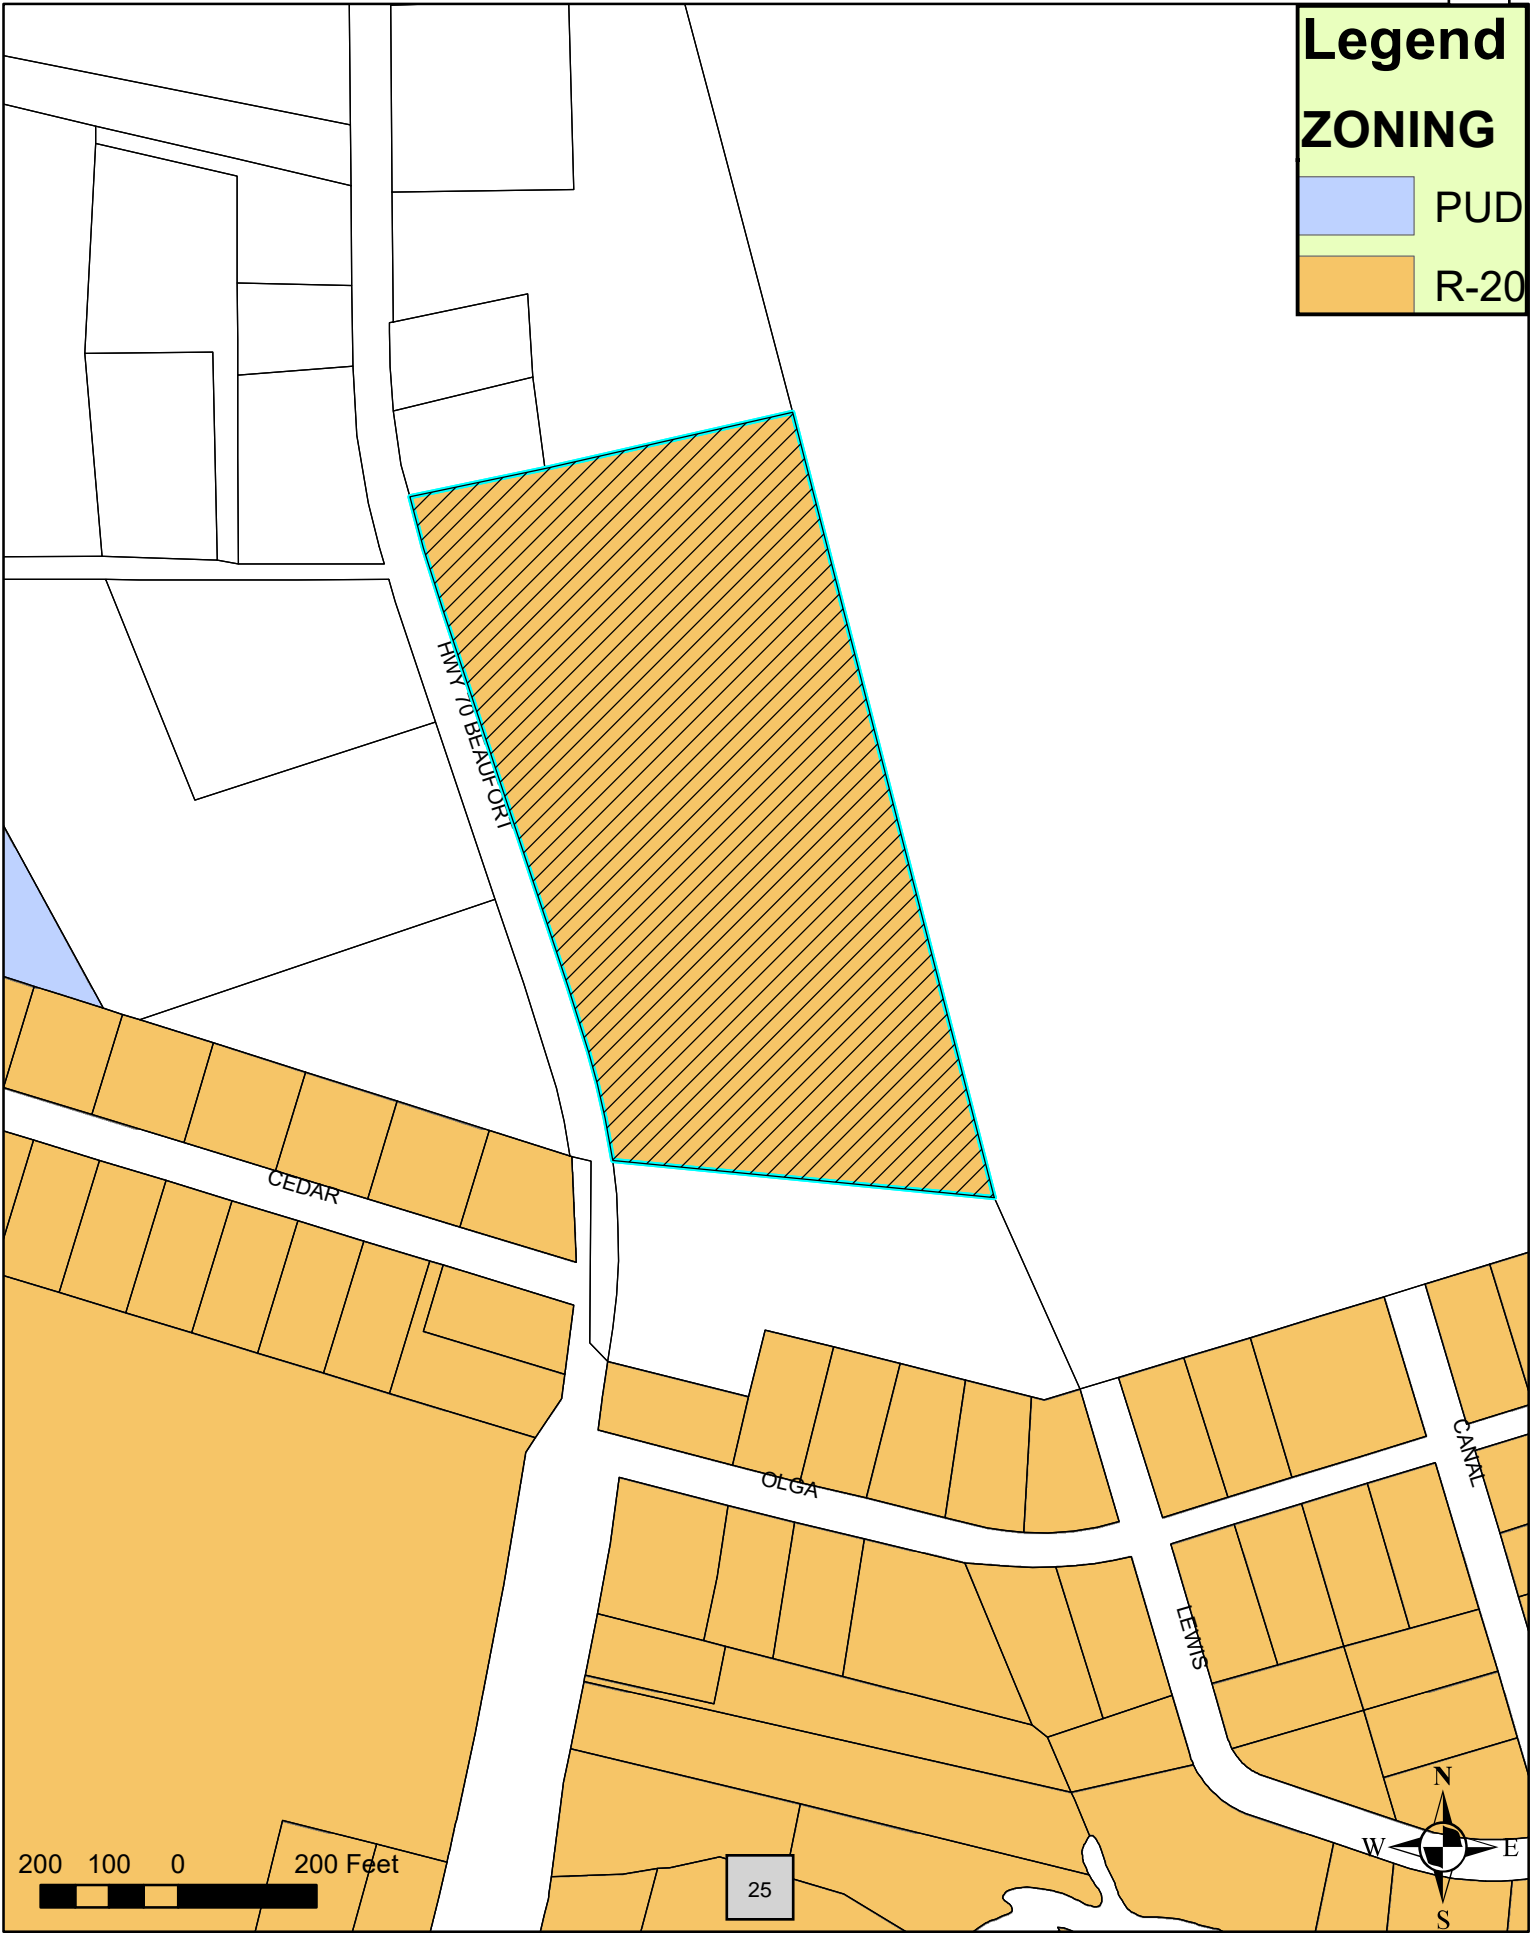 Legend
ZONING
PUD
R-20
HWY 70 BEAUFORT
CEDAR
OLGA
CANAL
LEWIS
N
W
E
S
200 100 0 200 Feet
25